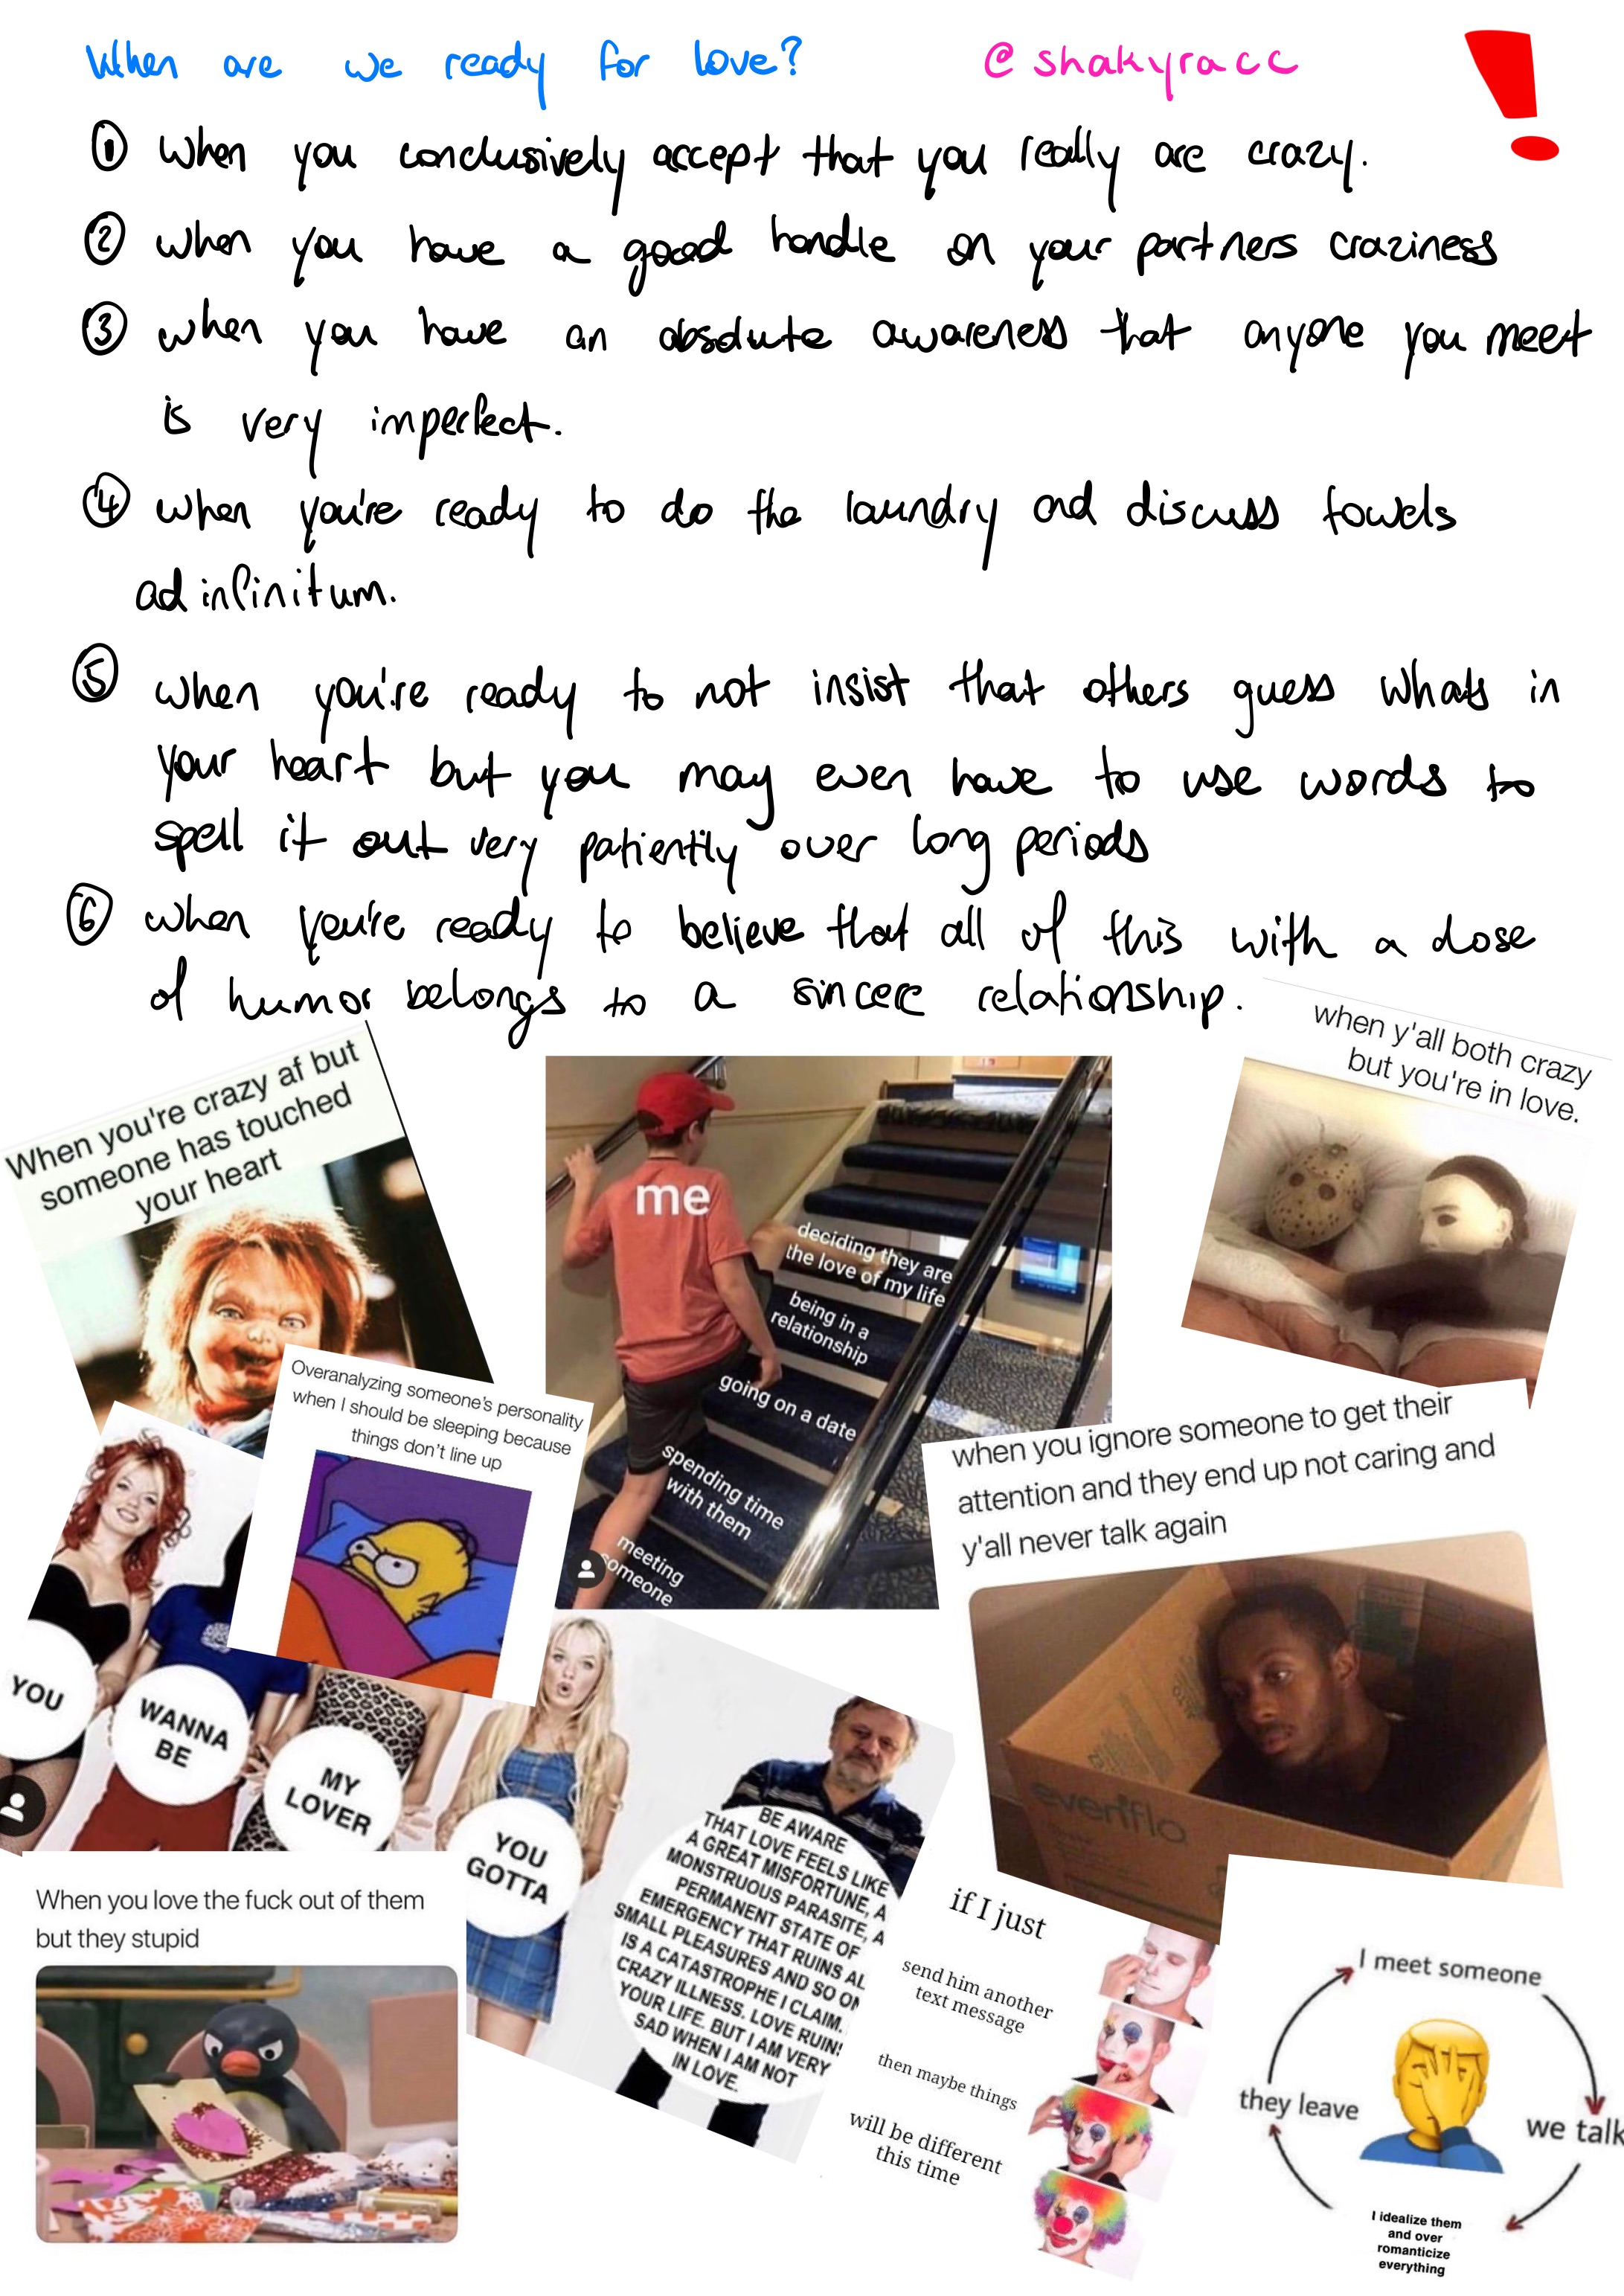 When are we ready for love?
@shakyracc
① when you conclusively accept that you really are crazy.
② when you have a good handle on your partners craziness
③ when you have an absolute awareness that anyone you meet
is very imperfect.
④ when you're ready to do the laundry and discuss towels
ad infinitum.
⑤ when you're ready to not insist that others guess whats in
your heart but you may even have to use words to
spell it out very patiently over long periods
⑥ when you're ready to believe that all of this with a dose
of humor belongs to a sincere relationship.
When you're crazy af but
someone has touched
your heart
me
deciding they are
the love of my life
being in a
relationship
going on a date
spending time
with them
meeting
someone
when y'all both crazy
but you're in love.
Overanalyzing someone's personality
when I should be sleeping because
things don't line up
when you ignore someone to get their
attention and they end up not caring and
y'all never talk again
everflo
YOU
WANNA
BE
MY
LOVER
YOU
GOTTA
BE AWARE
THAT LOVE FEELS LIKE
A GREAT MISFORTUNE, A
MONSTROUS PARASITE, A
PERMANENT STATE OF
EMERGENCY THAT RUINS AL
SMALL PLEASURES AND SO ON
IS A CATASTROPHE I CLAIM.
CRAZY ILLNESS. LOVE RUIN
YOUR LIFE. BUT I AM VERY
SAD WHEN I AM NOT
IN LOVE.
When you love the fuck out of them
but they stupid
if I just
send him another
text message
then maybe things
will be different
this time
I meet someone
we talk
I idealize them
and over
romanticize
everything
they leave